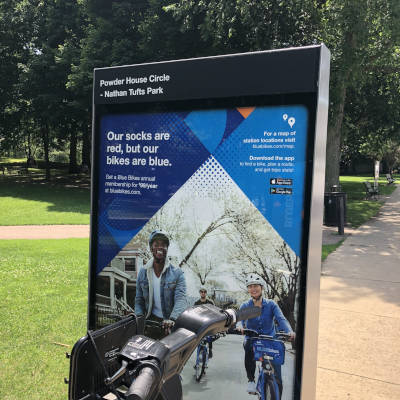 Powder House Circle
- Nathan Tufts Park
Our socks are
red, but our
bikes are blue.
Get a Blue Bikes annual
membership for $99/year
at bluebikes.com.
For a map of
station locations visit
bluebikes.com/map.
Download the app
to find a bike, plan a route,
and get trips stats!
App Store
Google Play